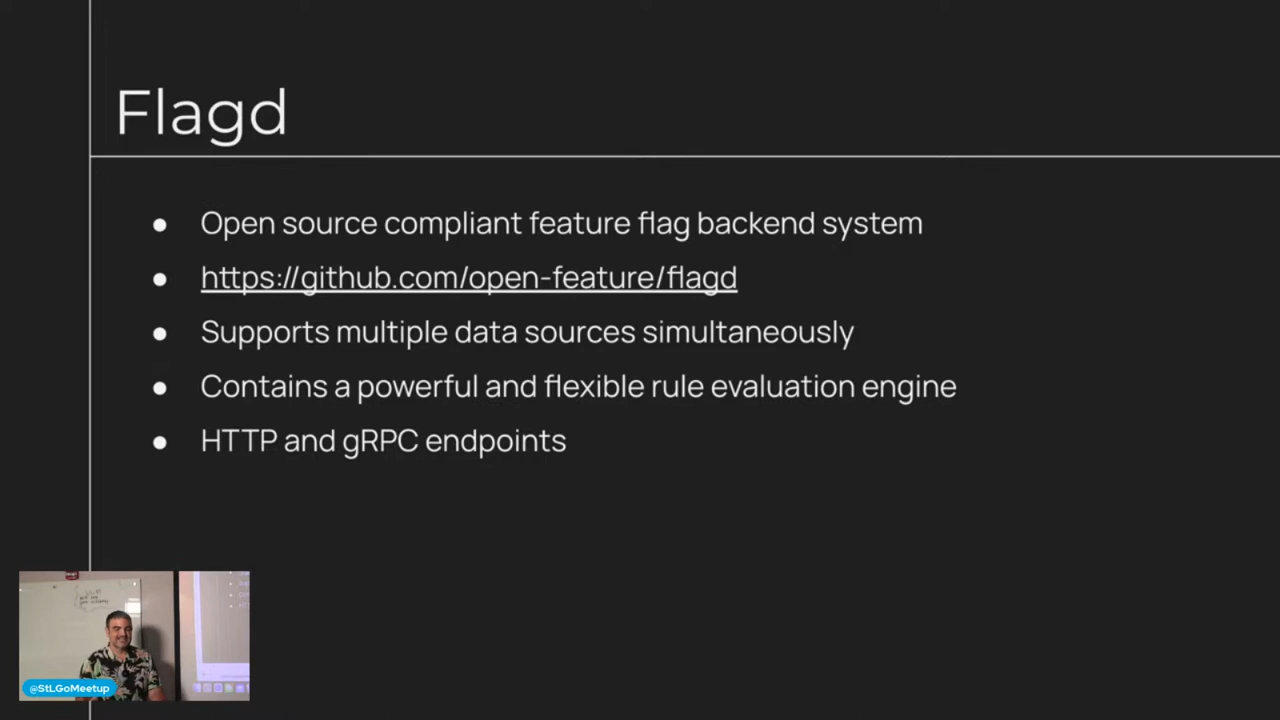 Flagd
● Open source compliant feature flag backend system
● https://github.com/open-feature/flagd
● Supports multiple data sources simultaneously
● Contains a powerful and flexible rule evaluation engine
● HTTP and gRPC endpoints
@StLGoMeetup